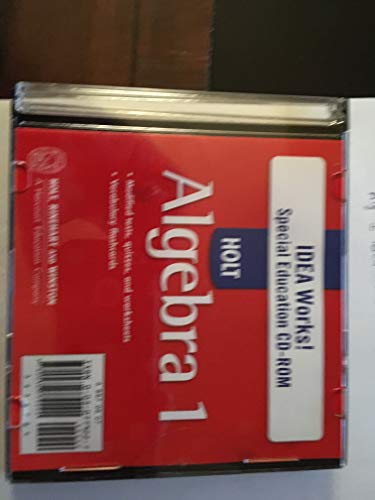 IDEA Works!
Special Education CD-ROM
HOLT
Algebra 1
• Modified tests, quizzes, and worksheets
• Vocabulary flashcards
HOLT, RINEHART AND WINSTON
A Harcourt Education Company